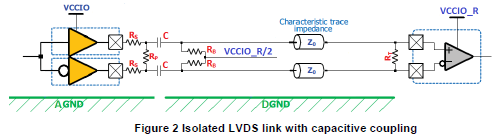 VCCIO
VCCIO_R
Characteristic trace
impedance
RS
C
RP
RB
VCCIO_R/2
RB
Z0
RT
RS
C
Z0
AGND
DGND
Figure 2 Isolated LVDS link with capacitive coupling